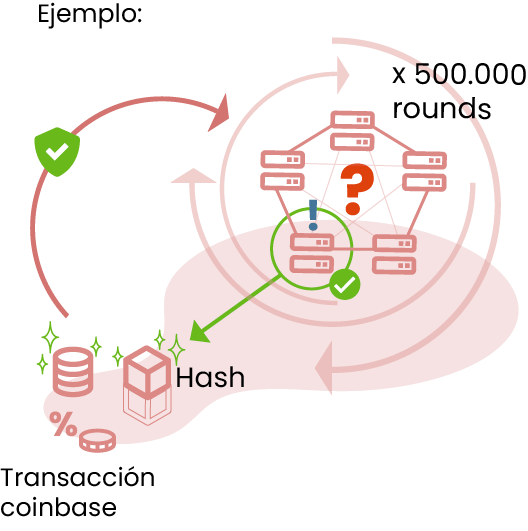 Ejemplo:
x 500.000
rounds
?
!
Hash
%
Transacción
coinbase